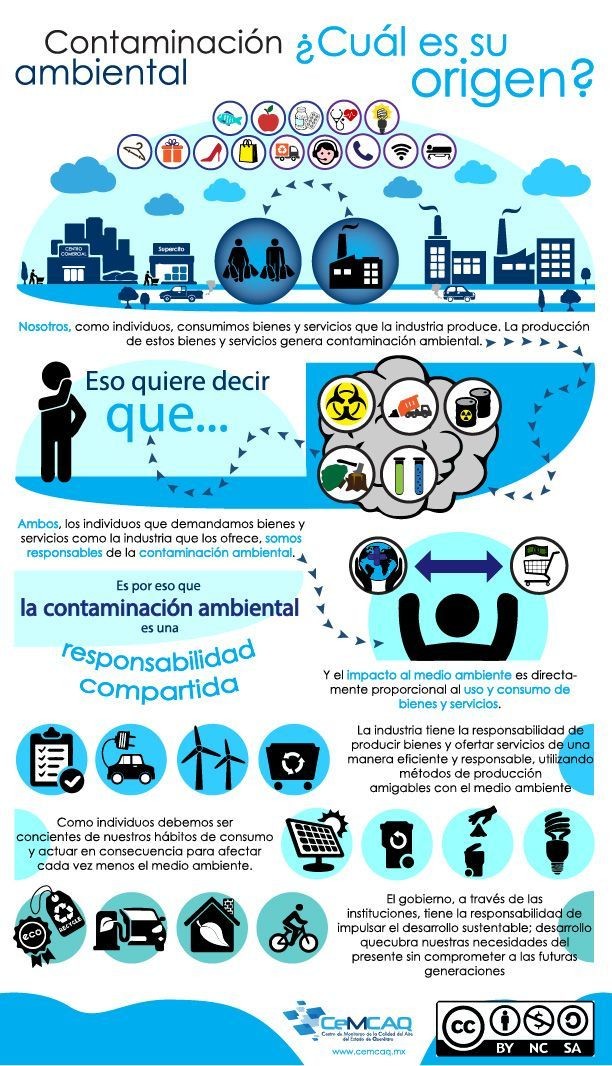 Contaminación
ambiental
¿Cuál es su
origen?
CENTRO
COMERCIAL
Supercito
Nosotros, como individuos, consumimos bienes y servicios que la industria produce. La producción
de estos bienes y servicios genera contaminación ambiental.
Eso quiere decir
que...
Ambos, los individuos que demandamos bienes y
servicios como la industria que los ofrece, somos
responsables de la contaminación ambiental.
Es por eso que
la contaminación ambiental
es una
responsabilidad
compartida
Y el impacto al medio ambiente es directa-
mente proporcional al uso y consumo de
bienes y servicios.
La industria tiene la responsabilidad de
producir bienes y ofertar servicios de una
manera eficiente y responsable, utilizando
métodos de producción
amigables con el medio ambiente
Como individuos debemos ser
concientes de nuestros hábitos de consumo
y actuar en consecuencia para afectar
cada vez menos el medio ambiente.
eco
RECYCLE
El gobierno, a través de las
instituciones, tiene la responsabilidad de
impulsar el desarrollo sustentable; desarrollo
quecubra nuestras necesidades del
presente sin comprometer a las futuras
generaciones
CeMCAQ
Centro de Monitoreo de la Calidad del Aire
del Estado de Querétaro
www.cemcaq.mx
cc
BY NC SA